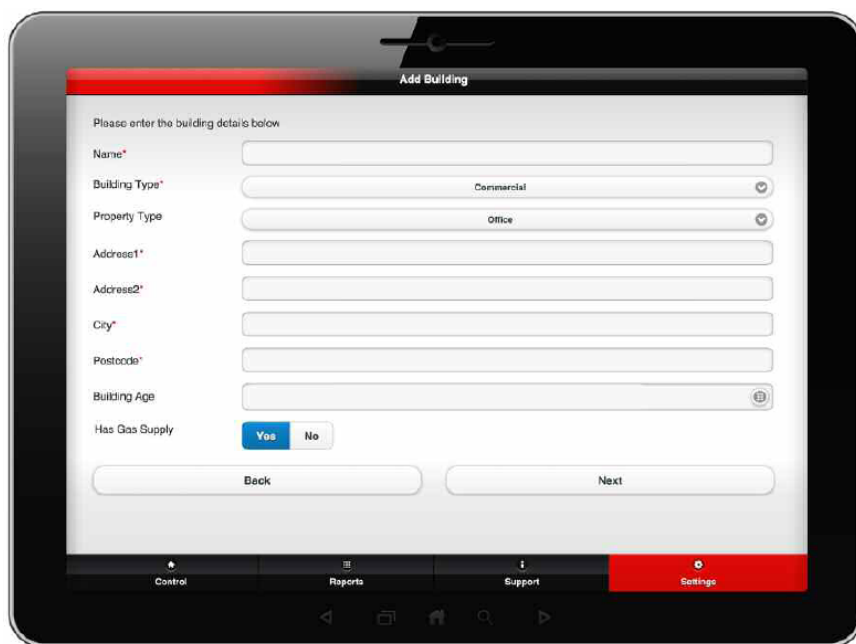 Add Building
Please enter the building details below
Name*
Building Type* Commercial
Property Type Office
Address1*
Address2*
City*
Postcode*
Building Age
Has Gas Supply Yes No
Back Next
Control Reports Support Settings